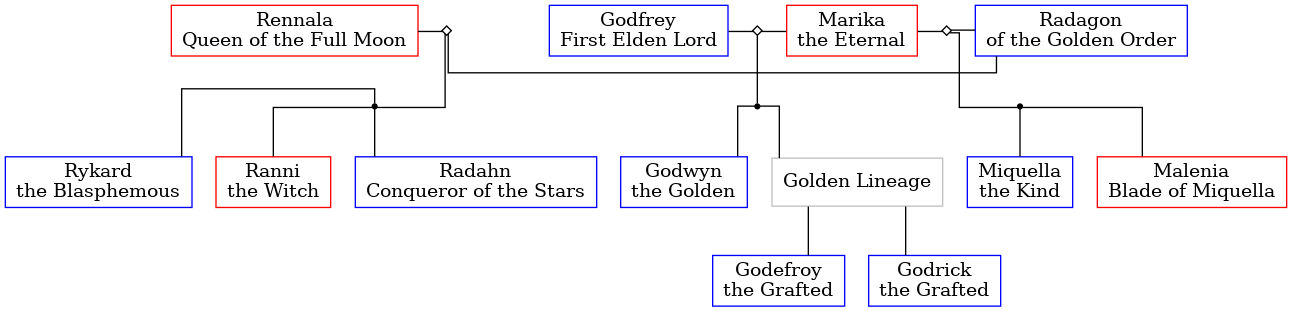 Rennala
Queen of the Full Moon
Godfrey
First Elden Lord
Marika
the Eternal
Radagon
of the Golden Order
Rykard
the Blasphemous
Ranni
the Witch
Radahn
Conqueror of the Stars
Godwyn
the Golden
Golden Lineage
Miquella
the Kind
Malenia
Blade of Miquella
Godefroy
the Grafted
Godrick
the Grafted